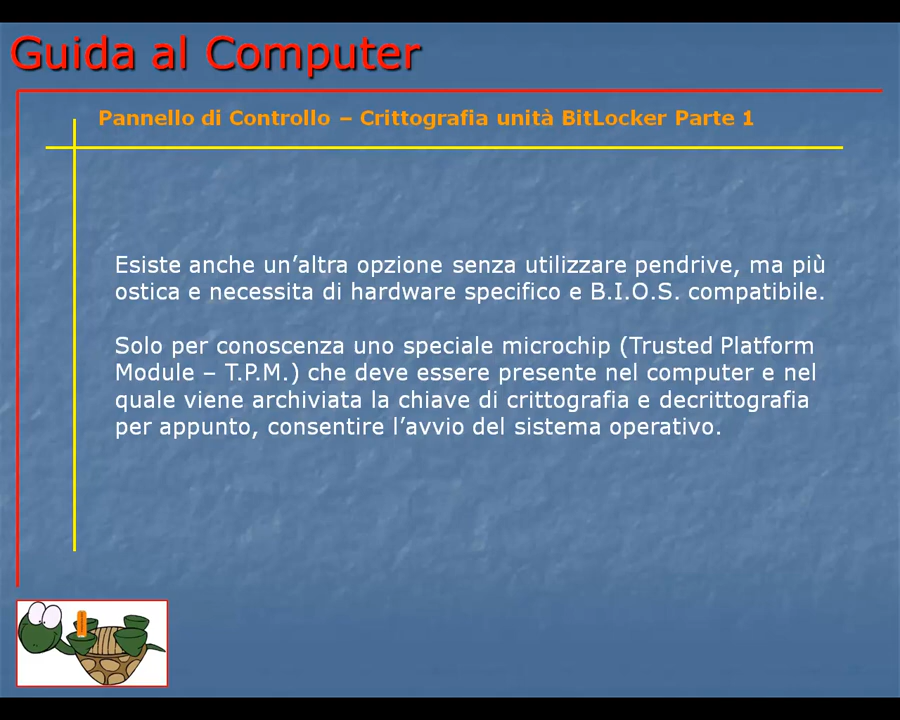 Guida al Computer
Pannello di Controllo – Crittografia unità BitLocker Parte 1
Esiste anche un’altra opzione senza utilizzare pendrive, ma più
ostica e necessita di hardware specifico e B.I.O.S. compatibile.
Solo per conoscenza uno speciale microchip (Trusted Platform
Module – T.P.M.) che deve essere presente nel computer e nel
quale viene archiviata la chiave di crittografia e decrittografia
per appunto, consentire l’avvio del sistema operativo.